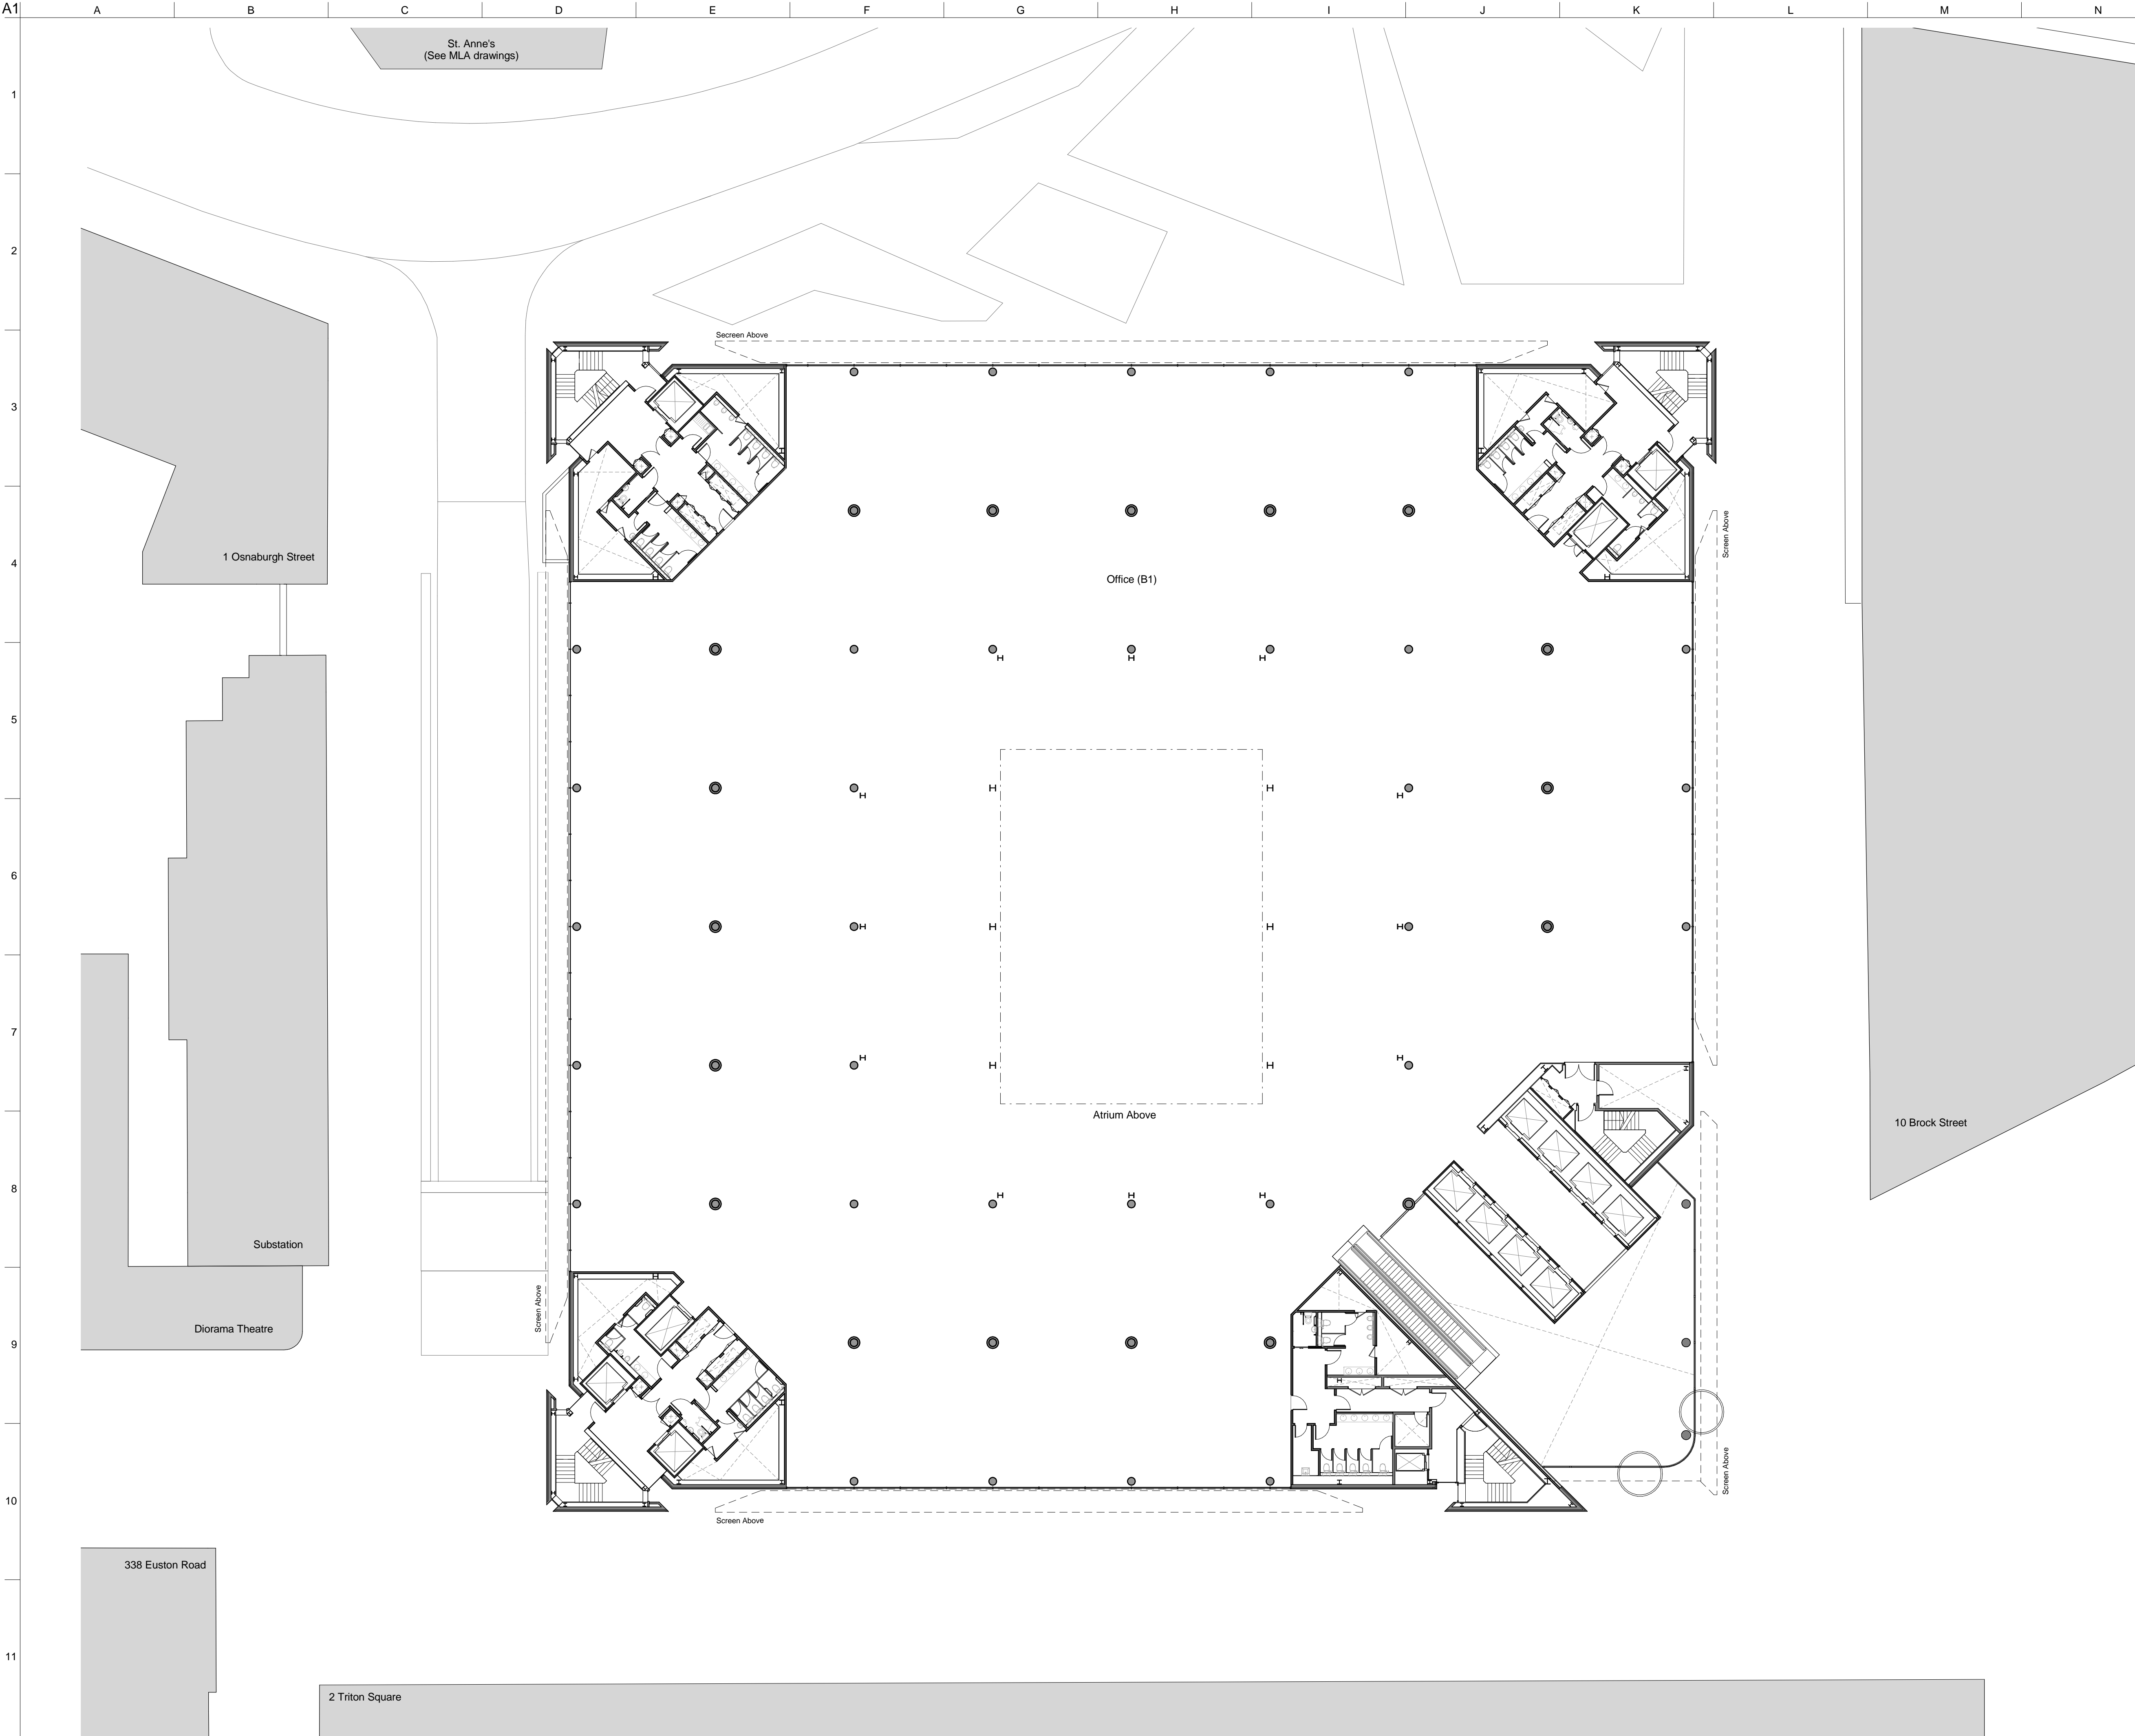 A1
A
B
C
D
E
F
G
H
I
J
K
L
M
N
1
2
3
4
5
6
7
8
9
10
11
St. Anne's
(See MLA drawings)
Secreen Above
1 Osnaburgh Street
Screen Above
Office (B1)
Atrium Above
10 Brock Street
Substation
Screen Above
Diorama Theatre
Screen Above
Screen Above
338 Euston Road
2 Triton Square